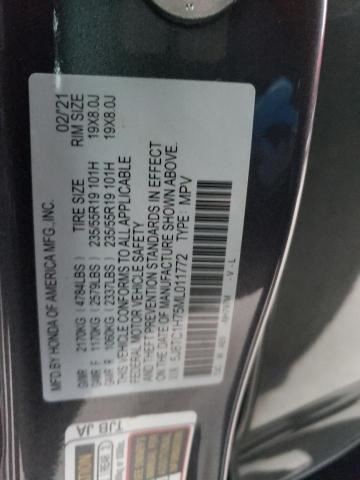 MFD.BY HONDA OF AMERICA MFG.,INC. 02/'21
TIRE SIZE RIM SIZE
GVWR 2170KG (4784LBS)
GAWR F 1170KG (2579LBS) 235/55R19 101H 19X8.0J
GAWR R 1060KG (2337LBS) 235/55R19 101H 19X8.0J
THIS VEHICLE CONFORMS TO ALL APPLICABLE
FEDERAL MOTOR VEHICLE SAFETY
AND THEFT PREVENTION STANDARDS IN EFFECT
ON THE DATE OF MANUFACTURE SHOWN ABOVE.
V.I.N. 5J8TC1H75ML011772 TYPE: MPV
- V - L
TJB JA